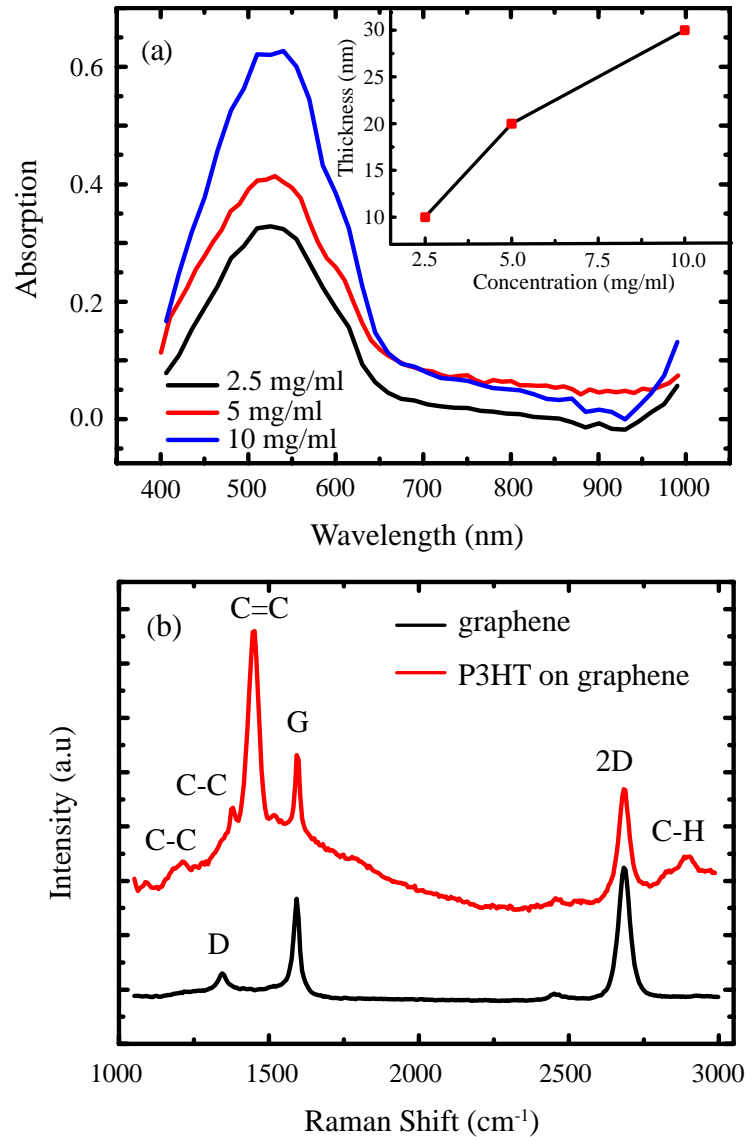 (a)
0.6
0.4
0.2
0.0
Absorption
2.5 mg/ml
5 mg/ml
10 mg/ml
400 500 600 700 800 900 1000
Wavelength (nm)
30
25
20
15
10
Thickness (nm)
2.5 5.0 7.5 10.0
Concentration (mg/ml)
(b)
C=C
graphene
P3HT on graphene
G
2D
C-C
C-H
C-C
D
Intensity (a.u)
1000 1500 2000 2500 3000
Raman Shift (cm⁻¹)